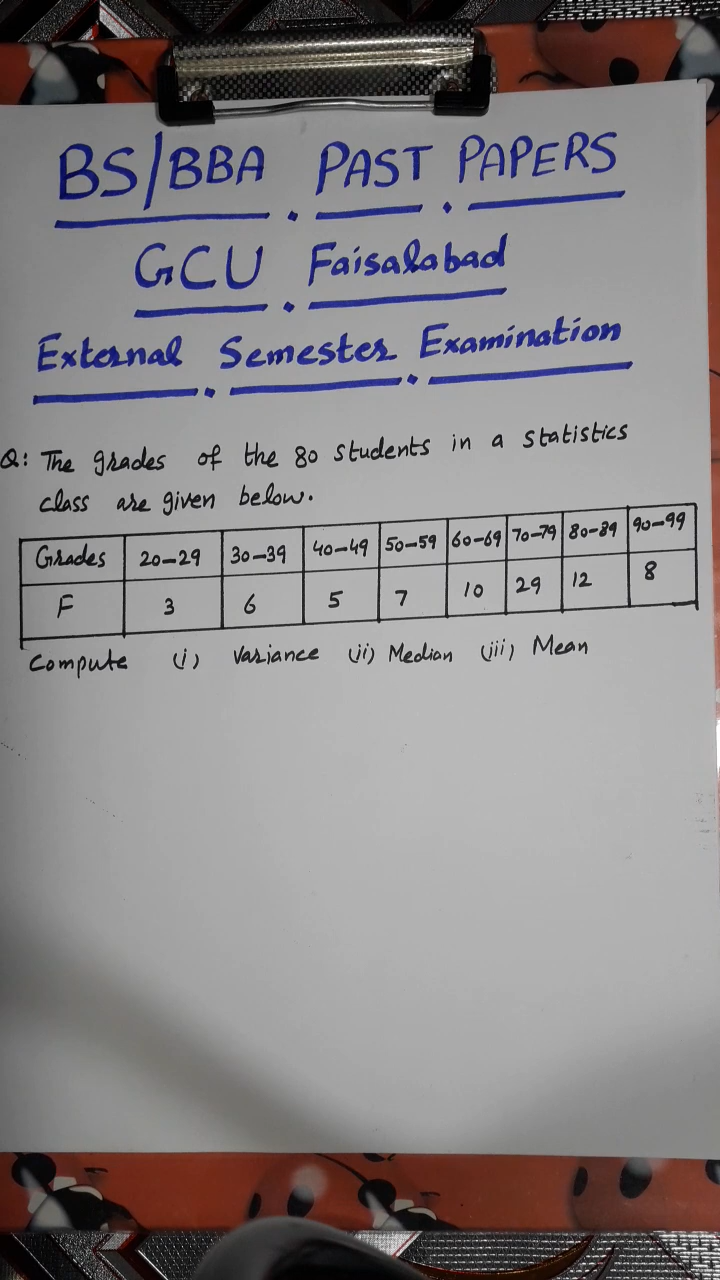 BS/BBA PAST PAPERS
GCU Faisalabad
External Semester Examination
Q: The grades of the 80 students in a statistics
class are given below.
Grades 20-29 30-39 40-49 50-59 60-69 70-79 80-89 90-99
F 3 6 5 7 10 29 12 8
Compute (i) Variance (ii) Median (iii) Mean